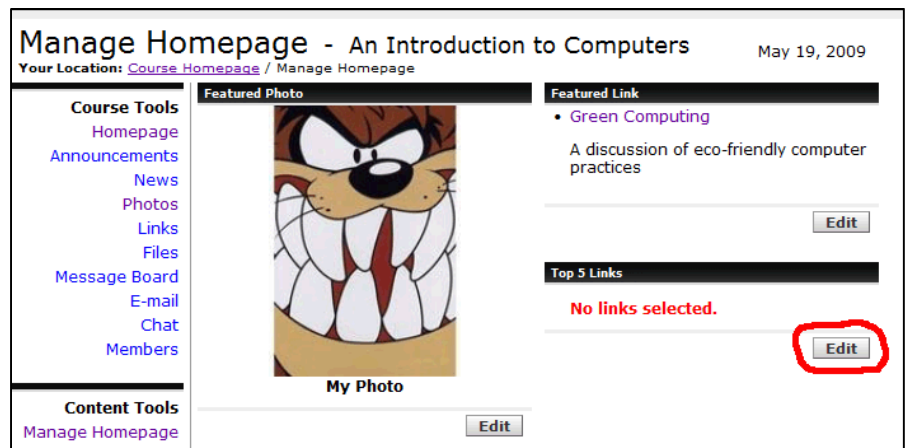 Manage Homepage - An Introduction to Computers
May 19, 2009
Your Location: Course Homepage / Manage Homepage
Course Tools
Homepage
Announcements
News
Photos
Links
Files
Message Board
E-mail
Chat
Members
Content Tools
Manage Homepage
Featured Photo
My Photo
Edit
Featured Link
• Green Computing
A discussion of eco-friendly computer
practices
Edit
Top 5 Links
No links selected.
Edit